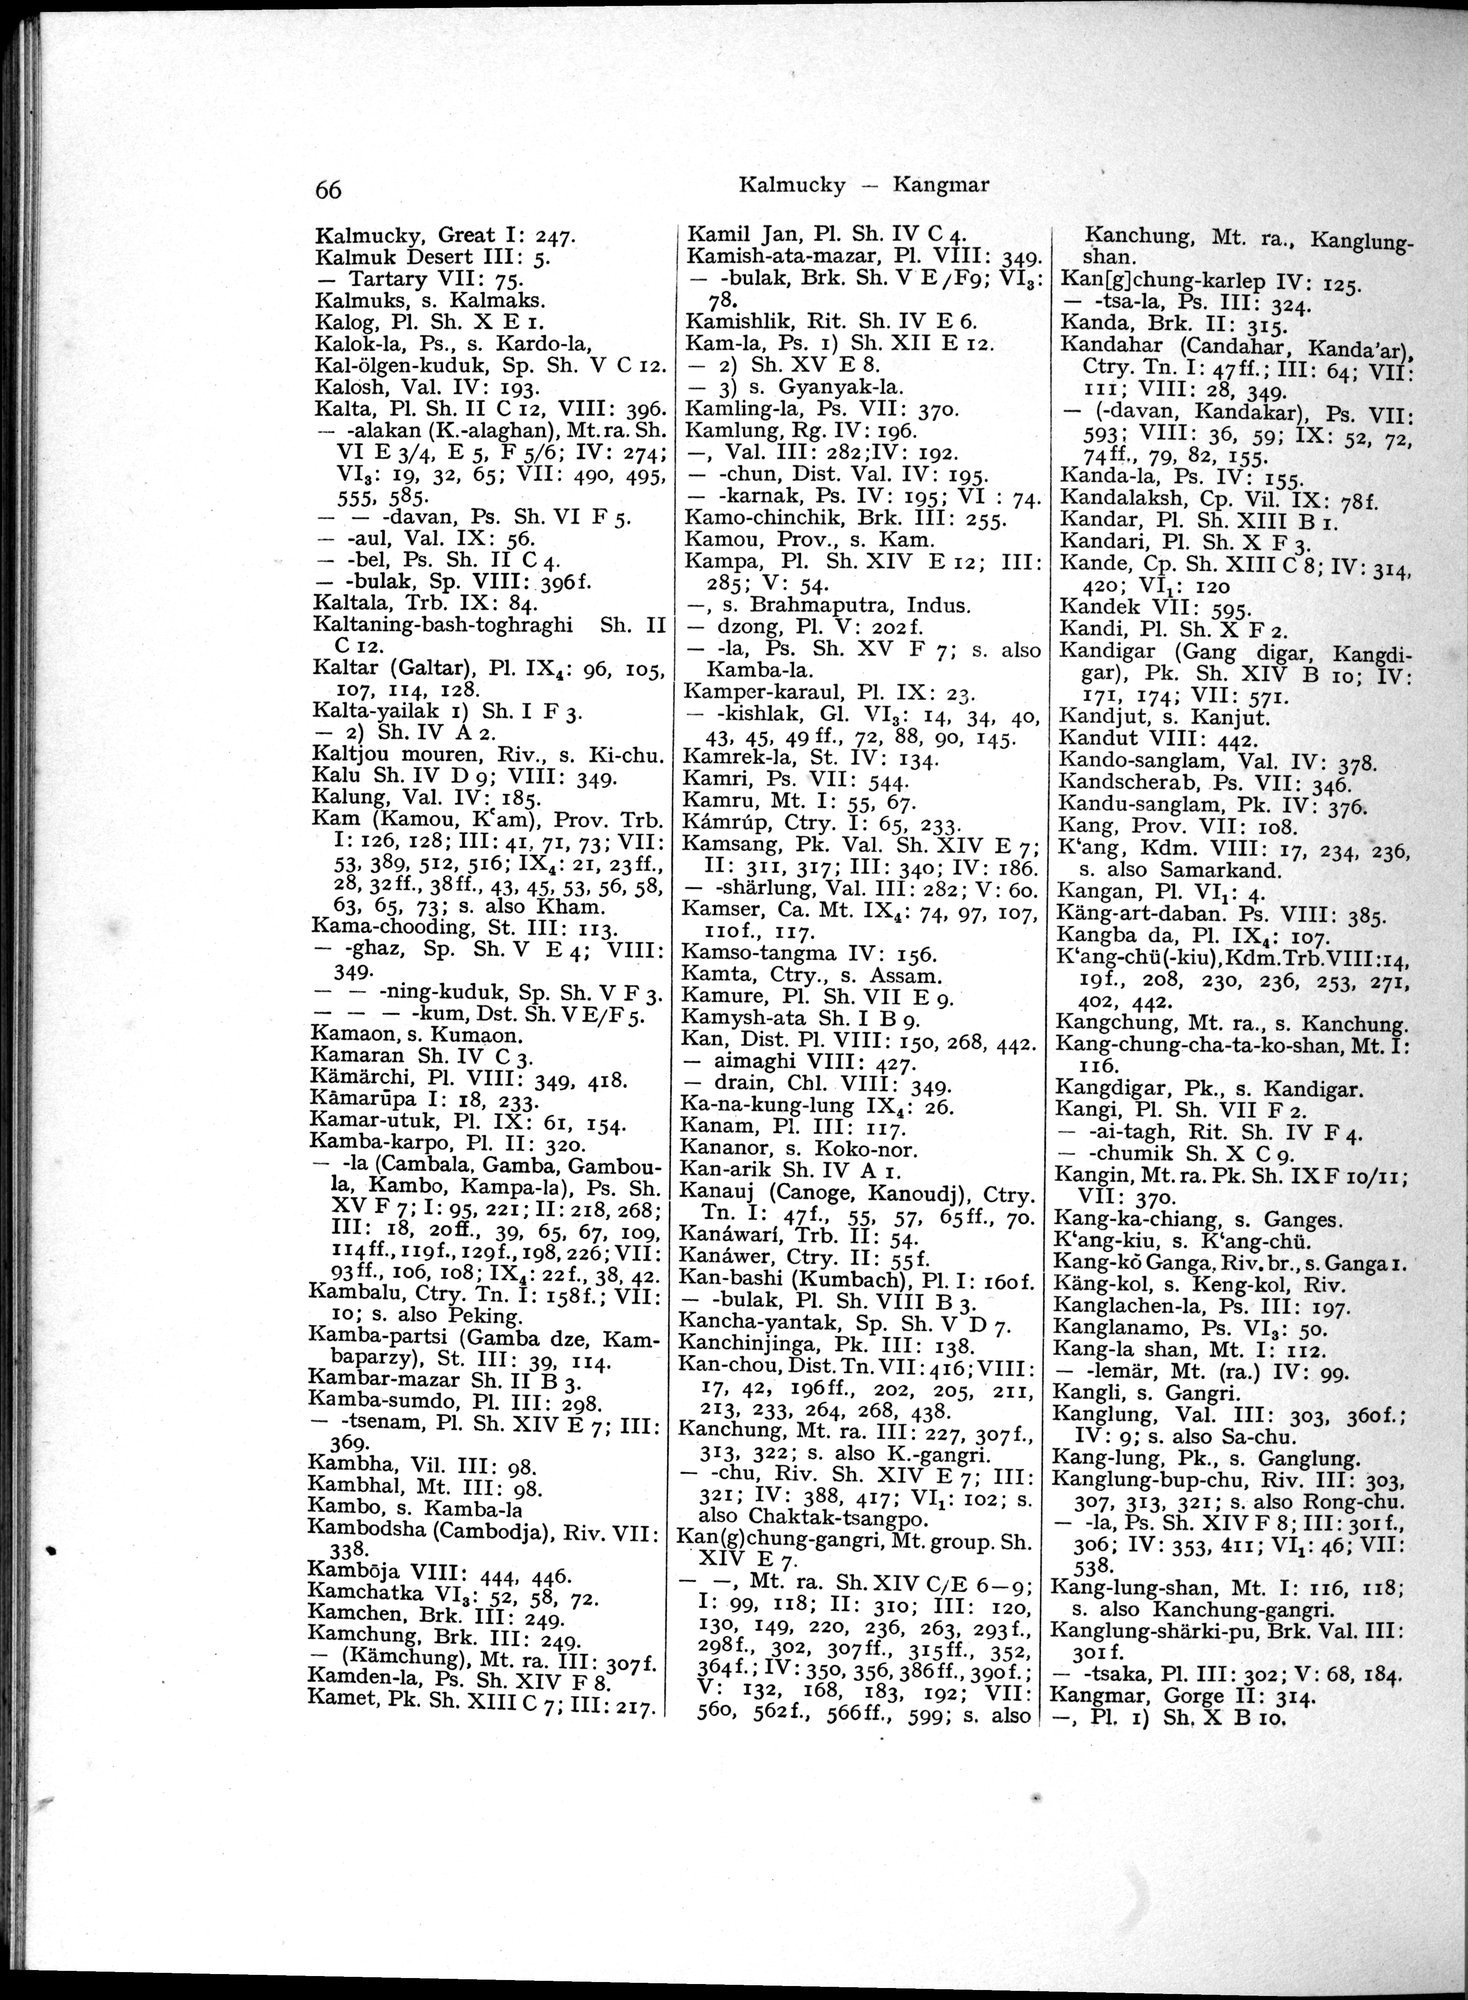 66
Kalmucky — Kangmar
Kalmucky, Great I: 247.
Kalmuk Desert III: 5.
— Tartary VII: 75.
Kalmuks, s. Kalmaks.
Kalog, Pl. Sh. X E 1.
Kalok-la, Ps., s. Kardo-la,
Kal-ölgen-kuduk, Sp. Sh. V C 12.
Kalosh, Val. IV: 193.
Kalta, Pl. Sh. II C 12, VIII: 396.
— -alakan (K.-alaghan), Mt. ra. Sh.
VI E 3/4, E 5, F 5/6; IV: 274;
VI₃: 19, 32, 65; VII: 490, 495,
555, 585.
— — -davan, Ps. Sh. VI F 5.
— -aul, Val. IX: 56.
— -bel, Ps. Sh. II C 4.
— -bulak, Sp. VIII: 396f.
Kaltala, Trb. IX: 84.
Kaltaning-bash-toghraghi Sh. II
C 12.
Kaltar (Galtar), Pl. IX₄: 96, 105,
107, 114, 128.
Kalta-yailak 1) Sh. I F 3.
— 2) Sh. IV A 2.
Kaltjou mouren, Riv., s. Ki-chu.
Kalu Sh. IV D 9; VIII: 349.
Kalung, Val. IV: 185.
Kam (Kamou, K‘am), Prov. Trb.
I: 126, 128; III: 41, 71, 73; VII:
53, 389, 512, 516; IX₄: 21, 23ff.,
28, 32ff., 38ff., 43, 45, 53, 56, 58,
63, 65, 73; s. also Kham.
Kama-chooding, St. III: 113.
— -ghaz, Sp. Sh. V E 4; VIII:
349.
— — -ning-kuduk, Sp. Sh. V F 3.
— — — -kum, Dst. Sh. V E/F 5.
Kamaon, s. Kumaon.
Kamaran Sh. IV C 3.
Kämärchi, Pl. VIII: 349, 418.
Kāmarūpa I: 18, 233.
Kamar-utuk, Pl. IX: 61, 154.
Kamba-karpo, Pl. II: 320.
— -la (Cambala, Gamba, Gambou-
la, Kambo, Kampa-la), Ps. Sh.
XV F 7; I: 95, 221; II: 218, 268;
III: 18, 20ff., 39, 65, 67, 109,
114ff., 119f., 129f., 198, 226; VII:
93ff., 106, 108; IX₄: 22f., 38, 42.
Kambalu, Ctry. Tn. I: 158f.; VII:
10; s. also Peking.
Kamba-partsi (Gamba dze, Kam-
baparzy), St. III: 39, 114.
Kambar-mazar Sh. II B 3.
Kamba-sumdo, Pl. III: 298.
— -tsenam, Pl. Sh. XIV E 7; III:
369.
Kambha, Vil. III: 98.
Kambhal, Mt. III: 98.
Kambo, s. Kamba-la
Kambodsha (Cambodja), Riv. VII:
338.
Kambōja VIII: 444, 446.
Kamchatka VI₃: 52, 58, 72.
Kamchen, Brk. III: 249.
Kamchung, Brk. III: 249.
— (Kämchung), Mt. ra. III: 307f.
Kamden-la, Ps. Sh. XIV F 8.
Kamet, Pk. Sh. XIII C 7; III: 217.
Kamil Jan, Pl. Sh. IV C 4.
Kamish-ata-mazar, Pl. VIII: 349.
— -bulak, Brk. Sh. V E/F9; VI₃:
78.
Kamishlik, Rit. Sh. IV E 6.
Kam-la, Ps. 1) Sh. XII E 12.
— 2) Sh. XV E 8.
— 3) s. Gyanyak-la.
Kamling-la, Ps. VII: 370.
Kamlung, Rg. IV: 196.
—, Val. III: 282; IV: 192.
— -chun, Dist. Val. IV: 195.
— -karnak, Ps. IV: 195; VI : 74.
Kamo-chinchik, Brk. III: 255.
Kamou, Prov., s. Kam.
Kampa, Pl. Sh. XIV E 12; III:
285; V: 54.
—, s. Brahmaputra, Indus.
— dzong, Pl. V: 202f.
— -la, Ps. Sh. XV F 7; s. also
Kamba-la.
Kamper-karaul, Pl. IX: 23.
— -kishlak, Gl. VI₃: 14, 34, 40,
43, 45, 49ff., 72, 88, 90, 145.
Kamrek-la, St. IV: 134.
Kamri, Ps. VII: 544.
Kamru, Mt. I: 55, 67.
Kámrúp, Ctry. I: 65, 233.
Kamsang, Pk. Val. Sh. XIV E 7;
II: 311, 317; III: 340; IV: 186.
— -shärlung, Val. III: 282; V: 60.
Kamser, Ca. Mt. IX₄: 74, 97, 107,
110f., 117.
Kamso-tangma IV: 156.
Kamta, Ctry., s. Assam.
Kamure, Pl. Sh. VII E 9.
Kamysh-ata Sh. I B 9.
Kan, Dist. Pl. VIII: 150, 268, 442.
— aimaghi VIII: 427.
— drain, Chl. VIII: 349.
Ka-na-kung-lung IX₄: 26.
Kanam, Pl. III: 117.
Kananor, s. Koko-nor.
Kan-arik Sh. IV A 1.
Kanauj (Canoge, Kanoudj), Ctry.
Tn. I: 47f., 55, 57, 65ff., 70.
Kanáwarí, Trb. II: 54.
Kanáwer, Ctry. II: 55f.
Kan-bashi (Kumbach), Pl. I: 160f.
— -bulak, Pl. Sh. VIII B 3.
Kancha-yantak, Sp. Sh. V D 7.
Kanchinjinga, Pk. III: 138.
Kan-chou, Dist. Tn. VII: 416; VIII:
17, 42, 196ff., 202, 205, 211,
213, 233, 264, 268, 438.
Kanchung, Mt. ra. III: 227, 307f.,
313, 322; s. also K.-gangri.
— -chu, Riv. Sh. XIV E 7; III:
321; IV: 388, 417; VI₁: 102; s.
also Chaktak-tsangpo.
Kan(g)chung-gangri, Mt. group. Sh.
XIV E 7.
— —, Mt. ra. Sh. XIV C/E 6—9;
I: 99, 118; II: 310; III: 120,
130, 149, 220, 236, 263, 293f.,
298f., 302, 307ff., 315ff., 352,
364f.; IV: 350, 356, 386ff., 390f.;
V: 132, 168, 183, 192; VII:
560, 562f., 566ff., 599; s. also
Kanchung, Mt. ra., Kanglung-
shan.
Kan[g]chung-karlep IV: 125.
— -tsa-la, Ps. III: 324.
Kanda, Brk. II: 315.
Kandahar (Candahar, Kanda'ar),
Ctry. Tn. I: 47ff.; III: 64; VII:
111; VIII: 28, 349.
— (-davan, Kandakar), Ps. VII:
593; VIII: 36, 59; IX: 52, 72,
74ff., 79, 82, 155.
Kanda-la, Ps. IV: 155.
Kandalaksh, Cp. Vil. IX: 78f.
Kandar, Pl. Sh. XIII B 1.
Kandari, Pl. Sh. X F 3.
Kande, Cp. Sh. XIII C 8; IV: 314,
420; VI₁: 120
Kandek VII: 595.
Kandi, Pl. Sh. X F 2.
Kandigar (Gang digar, Kangdi-
gar), Pk. Sh. XIV B 10; IV:
171, 174; VII: 571.
Kandjut, s. Kanjut.
Kandut VIII: 442.
Kando-sanglam, Val. IV: 378.
Kandscherab, Ps. VII: 346.
Kandu-sanglam, Pk. IV: 376.
Kang, Prov. VII: 108.
K‘ang, Kdm. VIII: 17, 234, 236,
s. also Samarkand.
Kangan, Pl. VI₁: 4.
Käng-art-daban. Ps. VIII: 385.
Kangba da, Pl. IX₄: 107.
K‘ang-chü(-kiu), Kdm. Trb. VIII: 14,
19f., 208, 230, 236, 253, 271,
402, 442.
Kangchung, Mt. ra., s. Kanchung.
Kang-chung-cha-ta-ko-shan, Mt. I:
116.
Kangdigar, Pk., s. Kandigar.
Kangi, Pl. Sh. VII F 2.
— -ai-tagh, Rit. Sh. IV F 4.
— -chumik Sh. X C 9.
Kangin, Mt. ra. Pk. Sh. IX F 10/11;
VII: 370.
Kang-ka-chiang, s. Ganges.
K‘ang-kiu, s. K‘ang-chü.
Kang-kŏ Ganga, Riv. br., s. Ganga 1.
Käng-kol, s. Keng-kol, Riv.
Kanglachen-la, Ps. III: 197.
Kanglanamo, Ps. VI₃: 50.
Kang-la shan, Mt. I: 112.
— -lemär, Mt. (ra.) IV: 99.
Kangli, s. Gangri.
Kanglung, Val. III: 303, 360f.;
IV: 9; s. also Sa-chu.
Kang-lung, Pk., s. Ganglung.
Kanglung-bup-chu, Riv. III: 303,
307, 313, 321; s. also Rong-chu.
— -la, Ps. Sh. XIV F 8; III: 301f.,
306; IV: 353, 411; VI₁: 46; VII:
538.
Kang-lung-shan, Mt. I: 116, 118;
s. also Kanchung-gangri.
Kanglung-shärki-pu, Brk. Val. III:
301f.
— -tsaka, Pl. III: 302; V: 68, 184.
Kangmar, Gorge II: 314.
—, Pl. 1) Sh. X B 10.